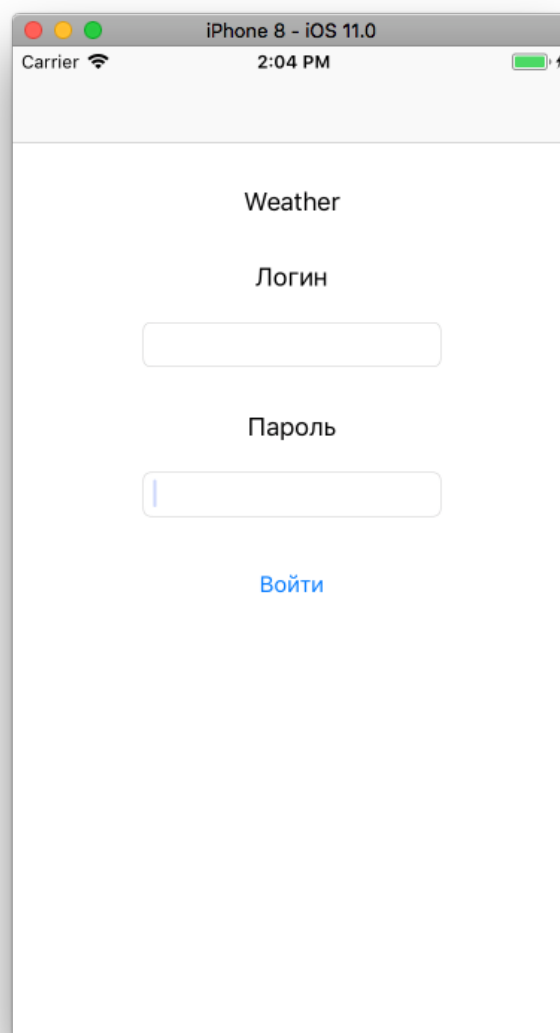 iPhone 8 - iOS 11.0
Carrier 2:04 PM
Weather
Логин
Пароль
Войти